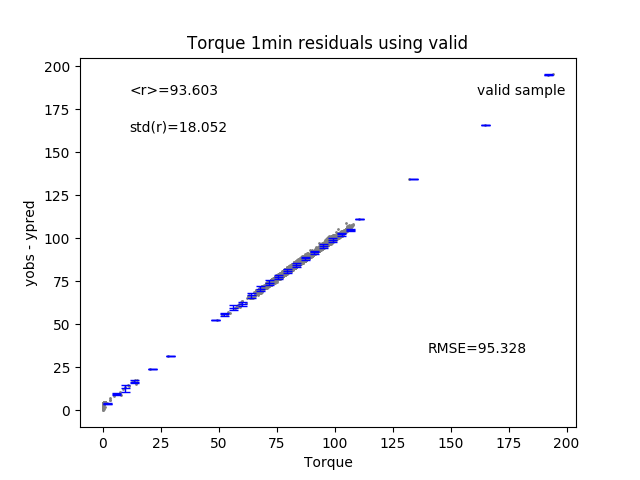 Torque 1min residuals using valid
200
175
150
125
100
75
50
25
0
yobs - ypred
<r>=93.603
valid sample
std(r)=18.052
RMSE=95.328
0 25 50 75 100 125 150 175 200
Torque